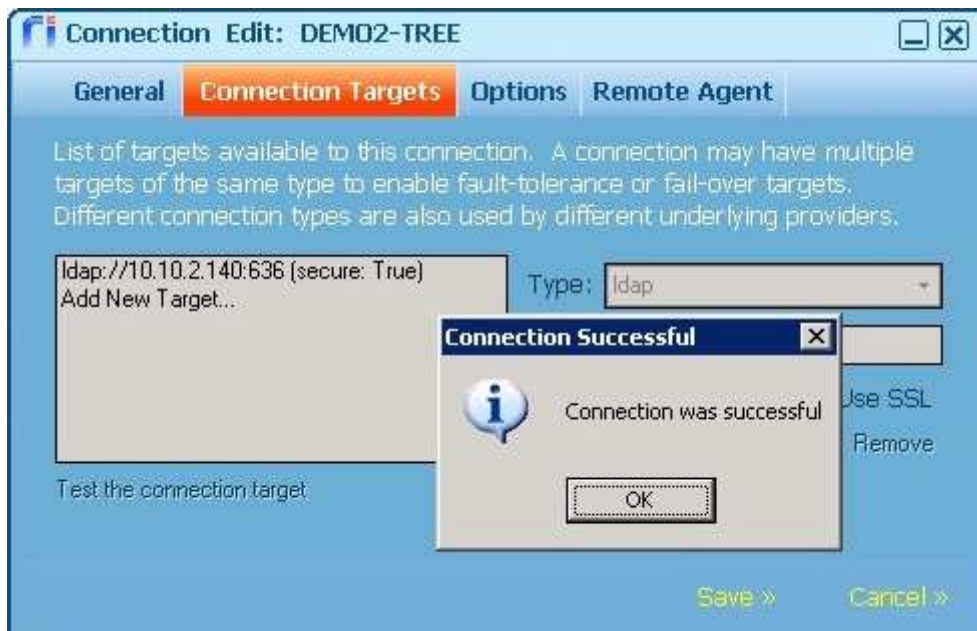 Connection Edit: DEMO2-TREE
General Connection Targets Options Remote Agent
List of targets available to this connection. A connection may have multiple
targets of the same type to enable fault-tolerance or fail-over targets.
Different connection types are also used by different underlying providers.
ldap://10.10.2.140:636 (secure: True)
Add New Target...
Type: ldap
Connection Successful
Connection was successful
OK
Use SSL
Remove
Test the connection target
Save »
Cancel »